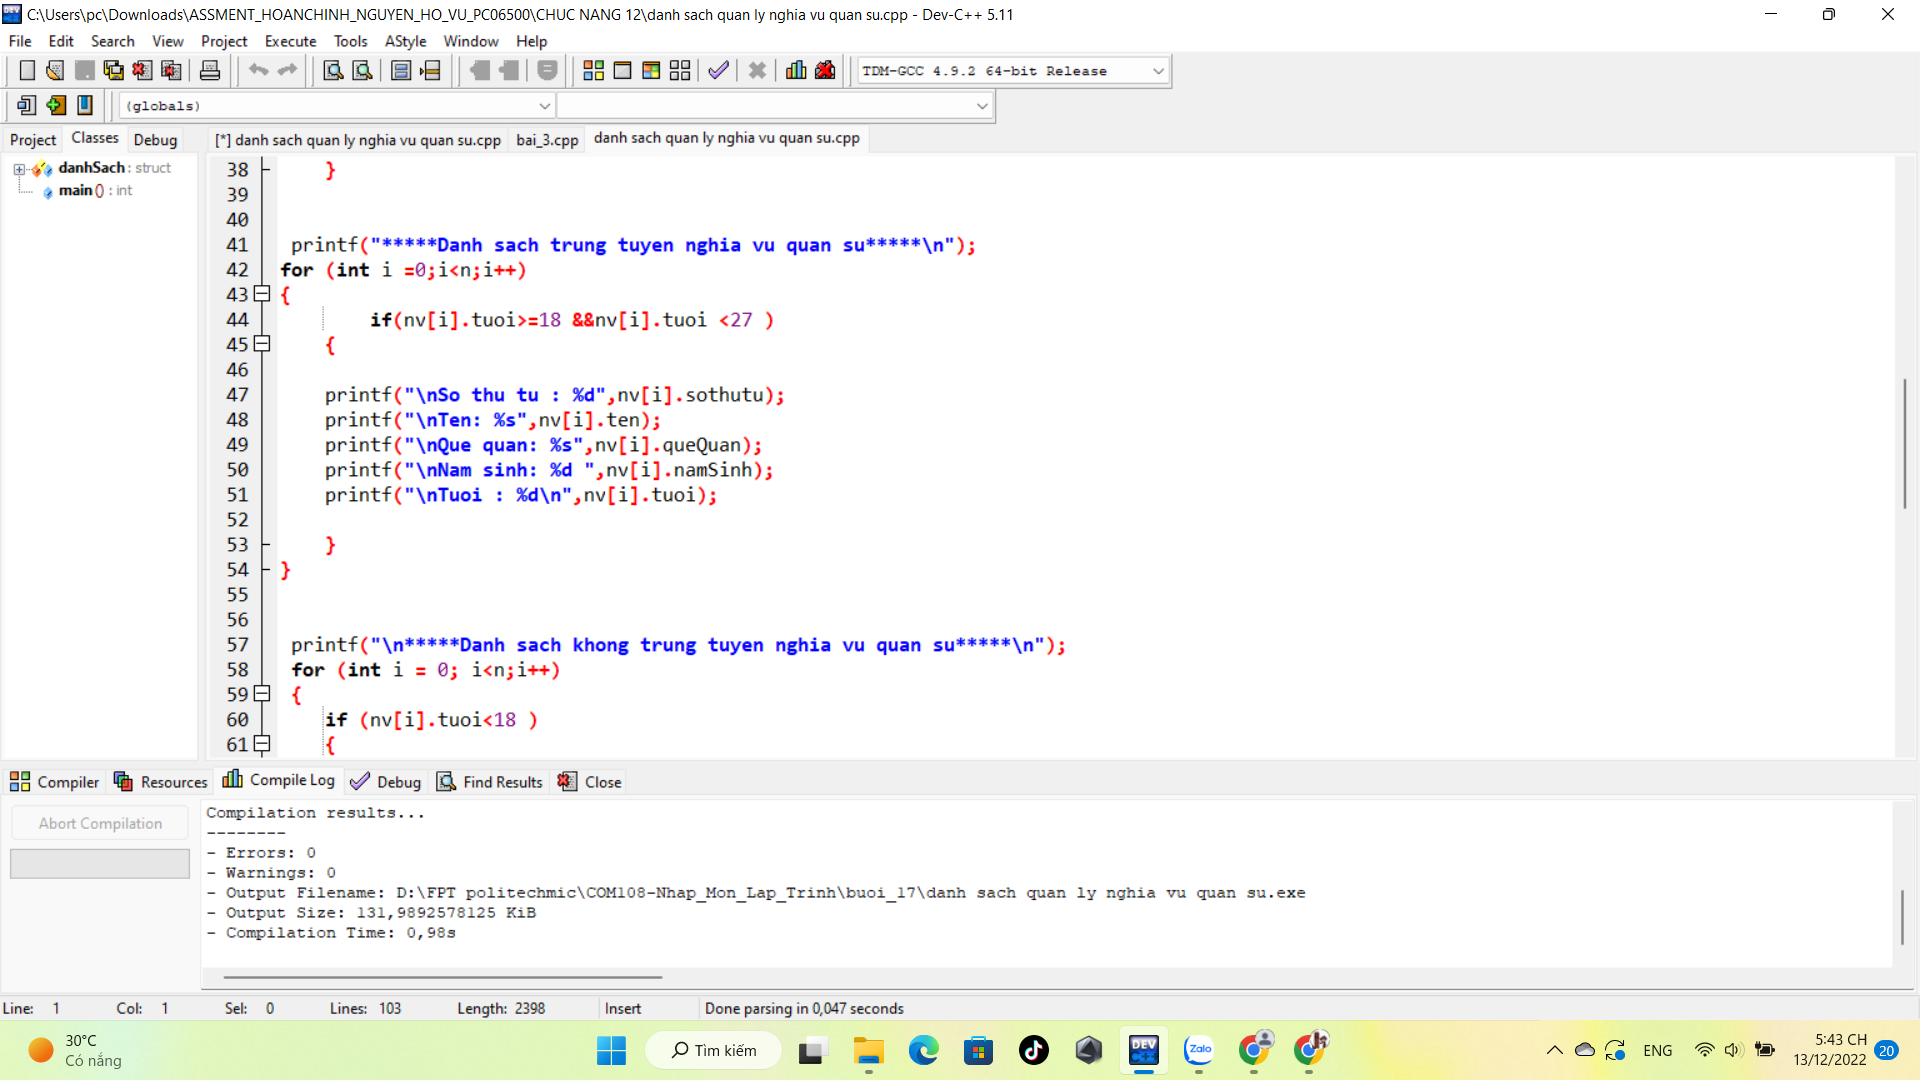 C:\Users\pc\Downloads\ASSMENT_HOANCHINH_NGUYEN_HO_VU_PC06500\CHUC NANG 12\danh sach quan ly nghia vu quan su.cpp - Dev-C++ 5.11
File Edit Search View Project Execute Tools AStyle Window Help
TDM-GCC 4.9.2 64-bit Release
(globals)
Project Classes Debug [*] danh sach quan ly nghia vu quan su.cpp bai_3.cpp danh sach quan ly nghia vu quan su.cpp
danhSach : struct
main () : int
38 }
39
40
41 printf("*****Danh sach trung tuyen nghia vu quan su*****\n");
42 for (int i =0;i<n;i++)
43 {
44 if(nv[i].tuoi>=18 &&nv[i].tuoi <27 )
45 {
46
47 printf("\nSo thu tu : %d",nv[i].sothutu);
48 printf("\nTen: %s",nv[i].ten);
49 printf("\nQue quan: %s",nv[i].queQuan);
50 printf("\nNam sinh: %d ",nv[i].namSinh);
51 printf("\nTuoi : %d\n",nv[i].tuoi);
52
53 }
54 }
55
56
57 printf("\n*****Danh sach khong trung tuyen nghia vu quan su*****\n");
58 for (int i = 0; i<n;i++)
59 {
60 if (nv[i].tuoi<18 )
61 {
Compiler Resources Compile Log Debug Find Results Close
Abort Compilation
Compilation results...
--------
- Errors: 0
- Warnings: 0
- Output Filename: D:\FPT politechmic\COM108-Nhap_Mon_Lap_Trinh\buoi_17\danh sach quan ly nghia vu quan su.exe
- Output Size: 131,9892578125 KiB
- Compilation Time: 0,98s
Line: 1 Col: 1 Sel: 0 Lines: 103 Length: 2398 Insert Done parsing in 0,047 seconds
30°C
Có nắng
Tìm kiếm
DEV C++
Zalo
ENG
5:43 CH
13/12/2022
20